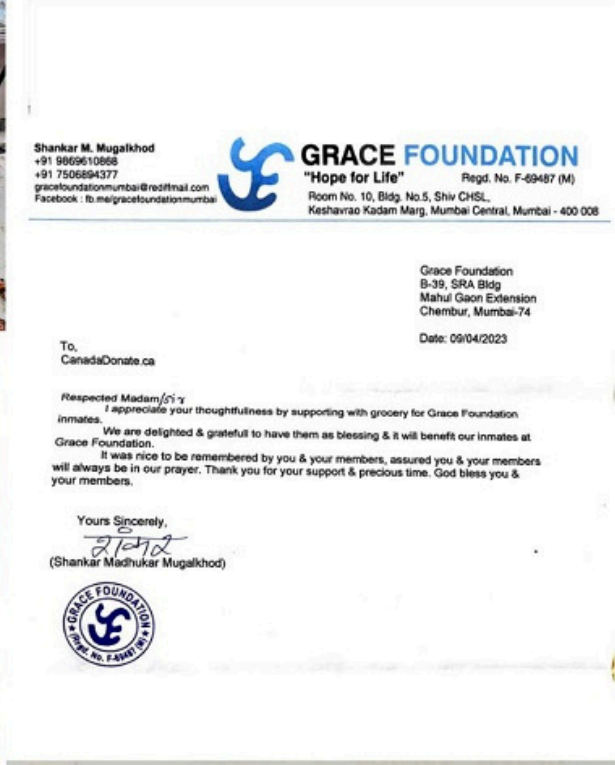 Shankar M. Mugalkhod
+91 9869610868
+91 7506894377
gracefoundationmumbai@rediffmail.com
Facebook : fb.me/gracefoundationmumbai
GRACE FOUNDATION
"Hope for Life" Regd. No. F-69487 (M)
Room No. 10, Bldg. No.5, Shiv CHSL,
Keshavrao Kadam Marg, Mumbai Central, Mumbai - 400 008
Grace Foundation
B-39, SRA Bldg
Mahul Gaon Extension
Chembur, Mumbai-74
Date: 09/04/2023
To,
CanadaDonate.ca
Respected Madam/sir
I appreciate your thoughtfulness by supporting with grocery for Grace Foundation
inmates.
We are delighted & gratefull to have them as blessing & it will benefit our inmates at
Grace Foundation.
It was nice to be remembered by you & your members, assured you & your members
will always be in our prayer. Thank you for your support & precious time. God bless you &
your members.
Yours Sincerely,
शंकर
(Shankar Madhukar Mugalkhod)
GRACE FOUNDATION
(Regd. No. F-69487 (M))